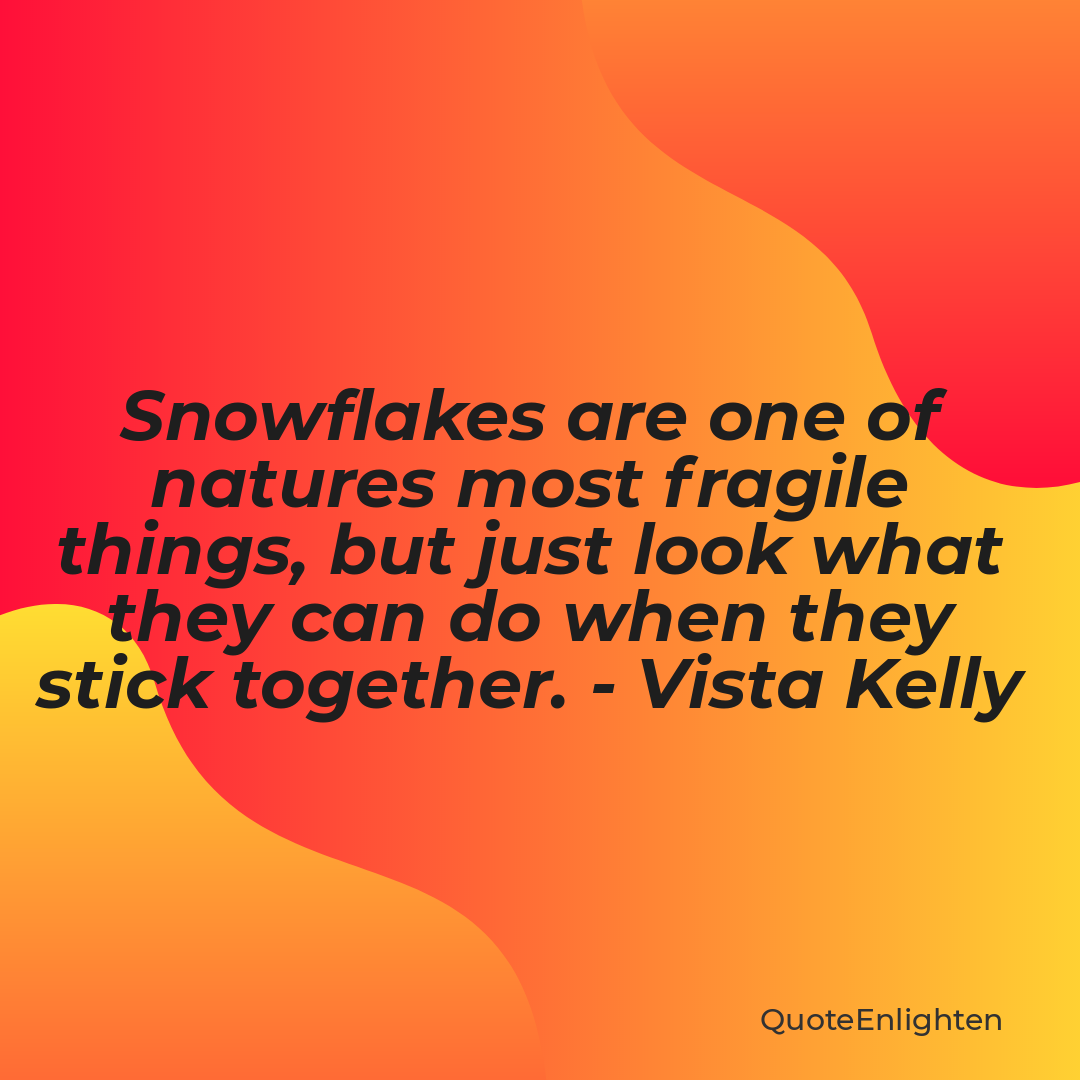 Snowflakes are one of
natures most fragile
things, but just look what
they can do when they
stick together. - Vista Kelly
QuoteEnlighten